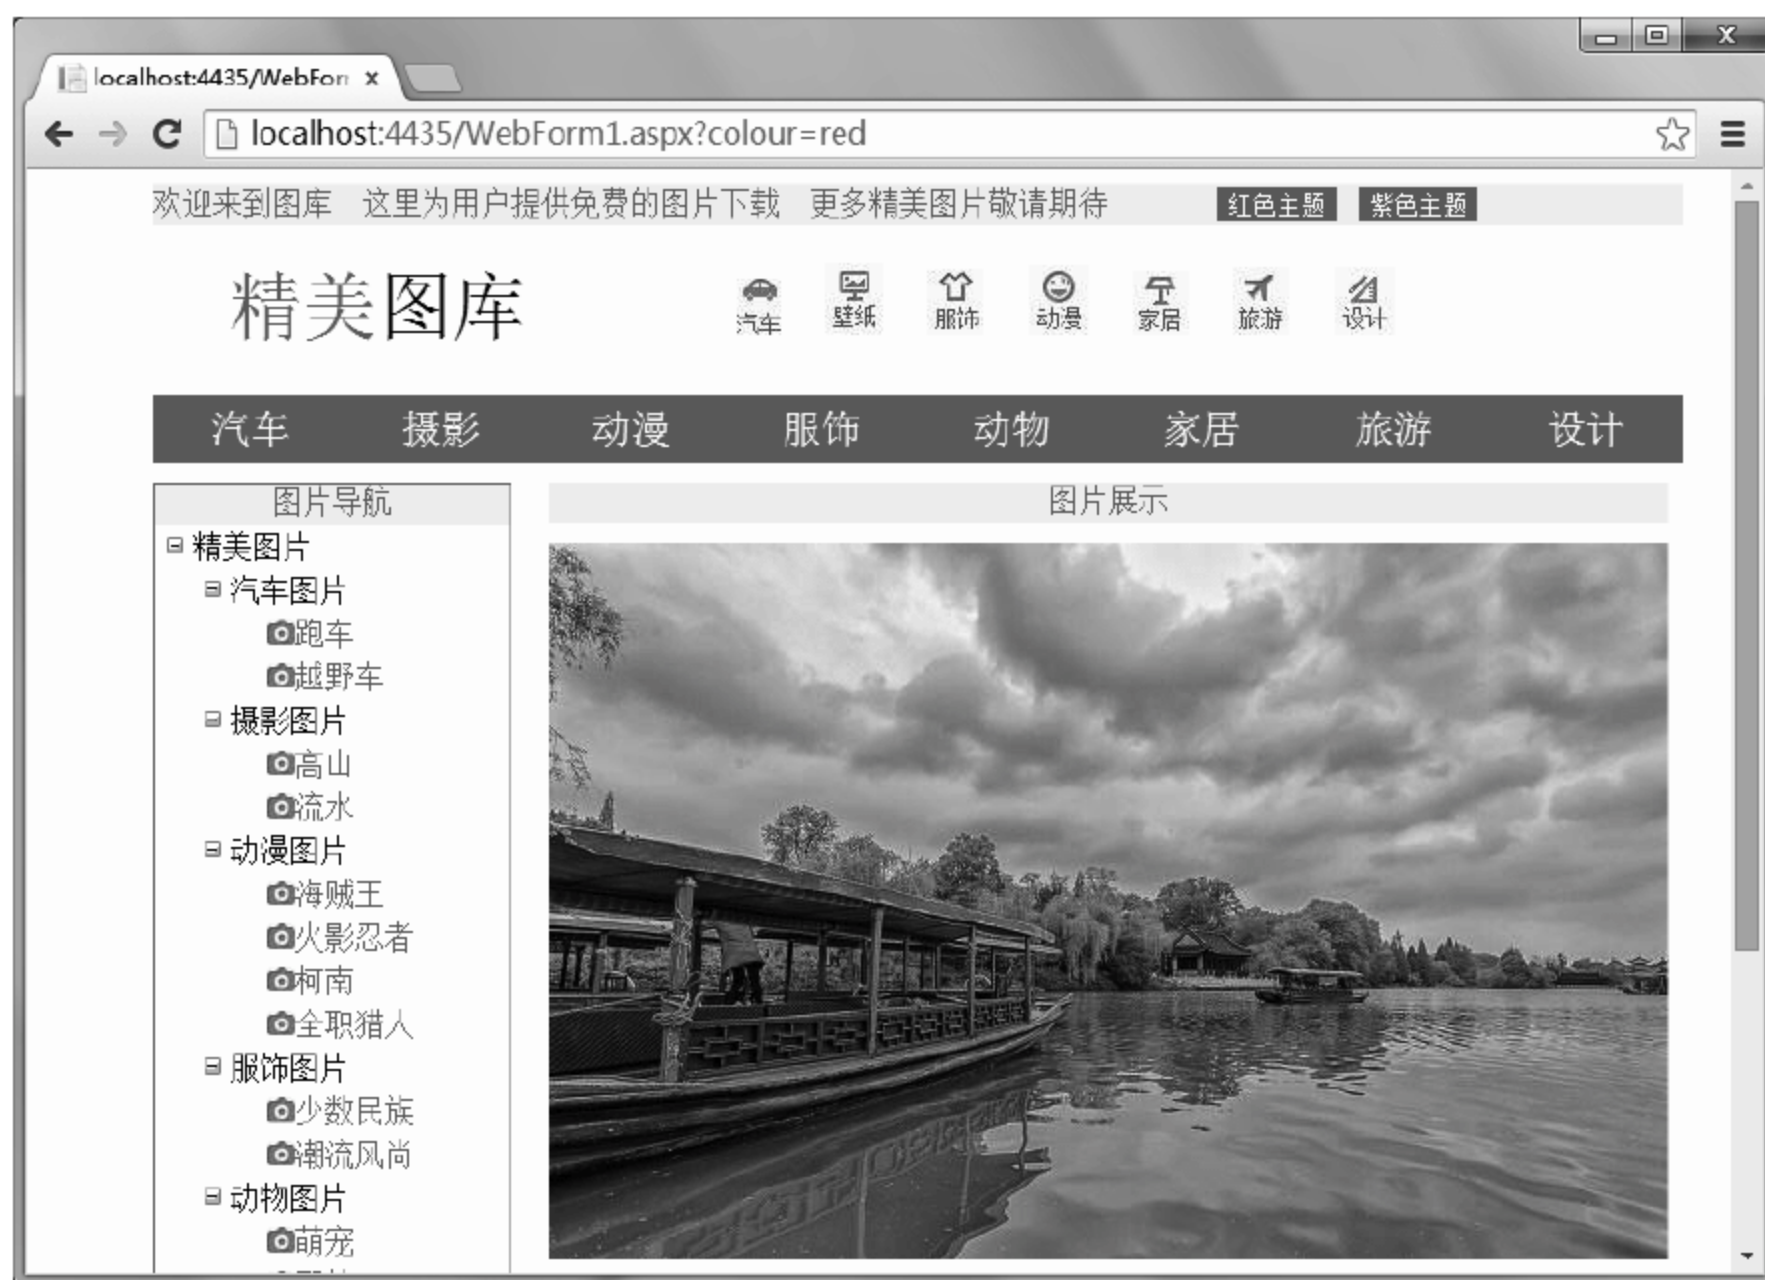 localhost:4435/WebForm
localhost:4435/WebForm1.aspx?colour=red
欢迎来到图库 这里为用户提供免费的图片下载 更多精美图片敬请期待 红色主题 紫色主题
精美图库 汽车 壁纸 服饰 动漫 家居 旅游 设计
汽车 摄影 动漫 服饰 动物 家居 旅游 设计
图片导航
精美图片
汽车图片
跑车
越野车
摄影图片
高山
流水
动漫图片
海贼王
火影忍者
柯南
全职猎人
服饰图片
少数民族
潮流风尚
动物图片
萌宠
图片展示